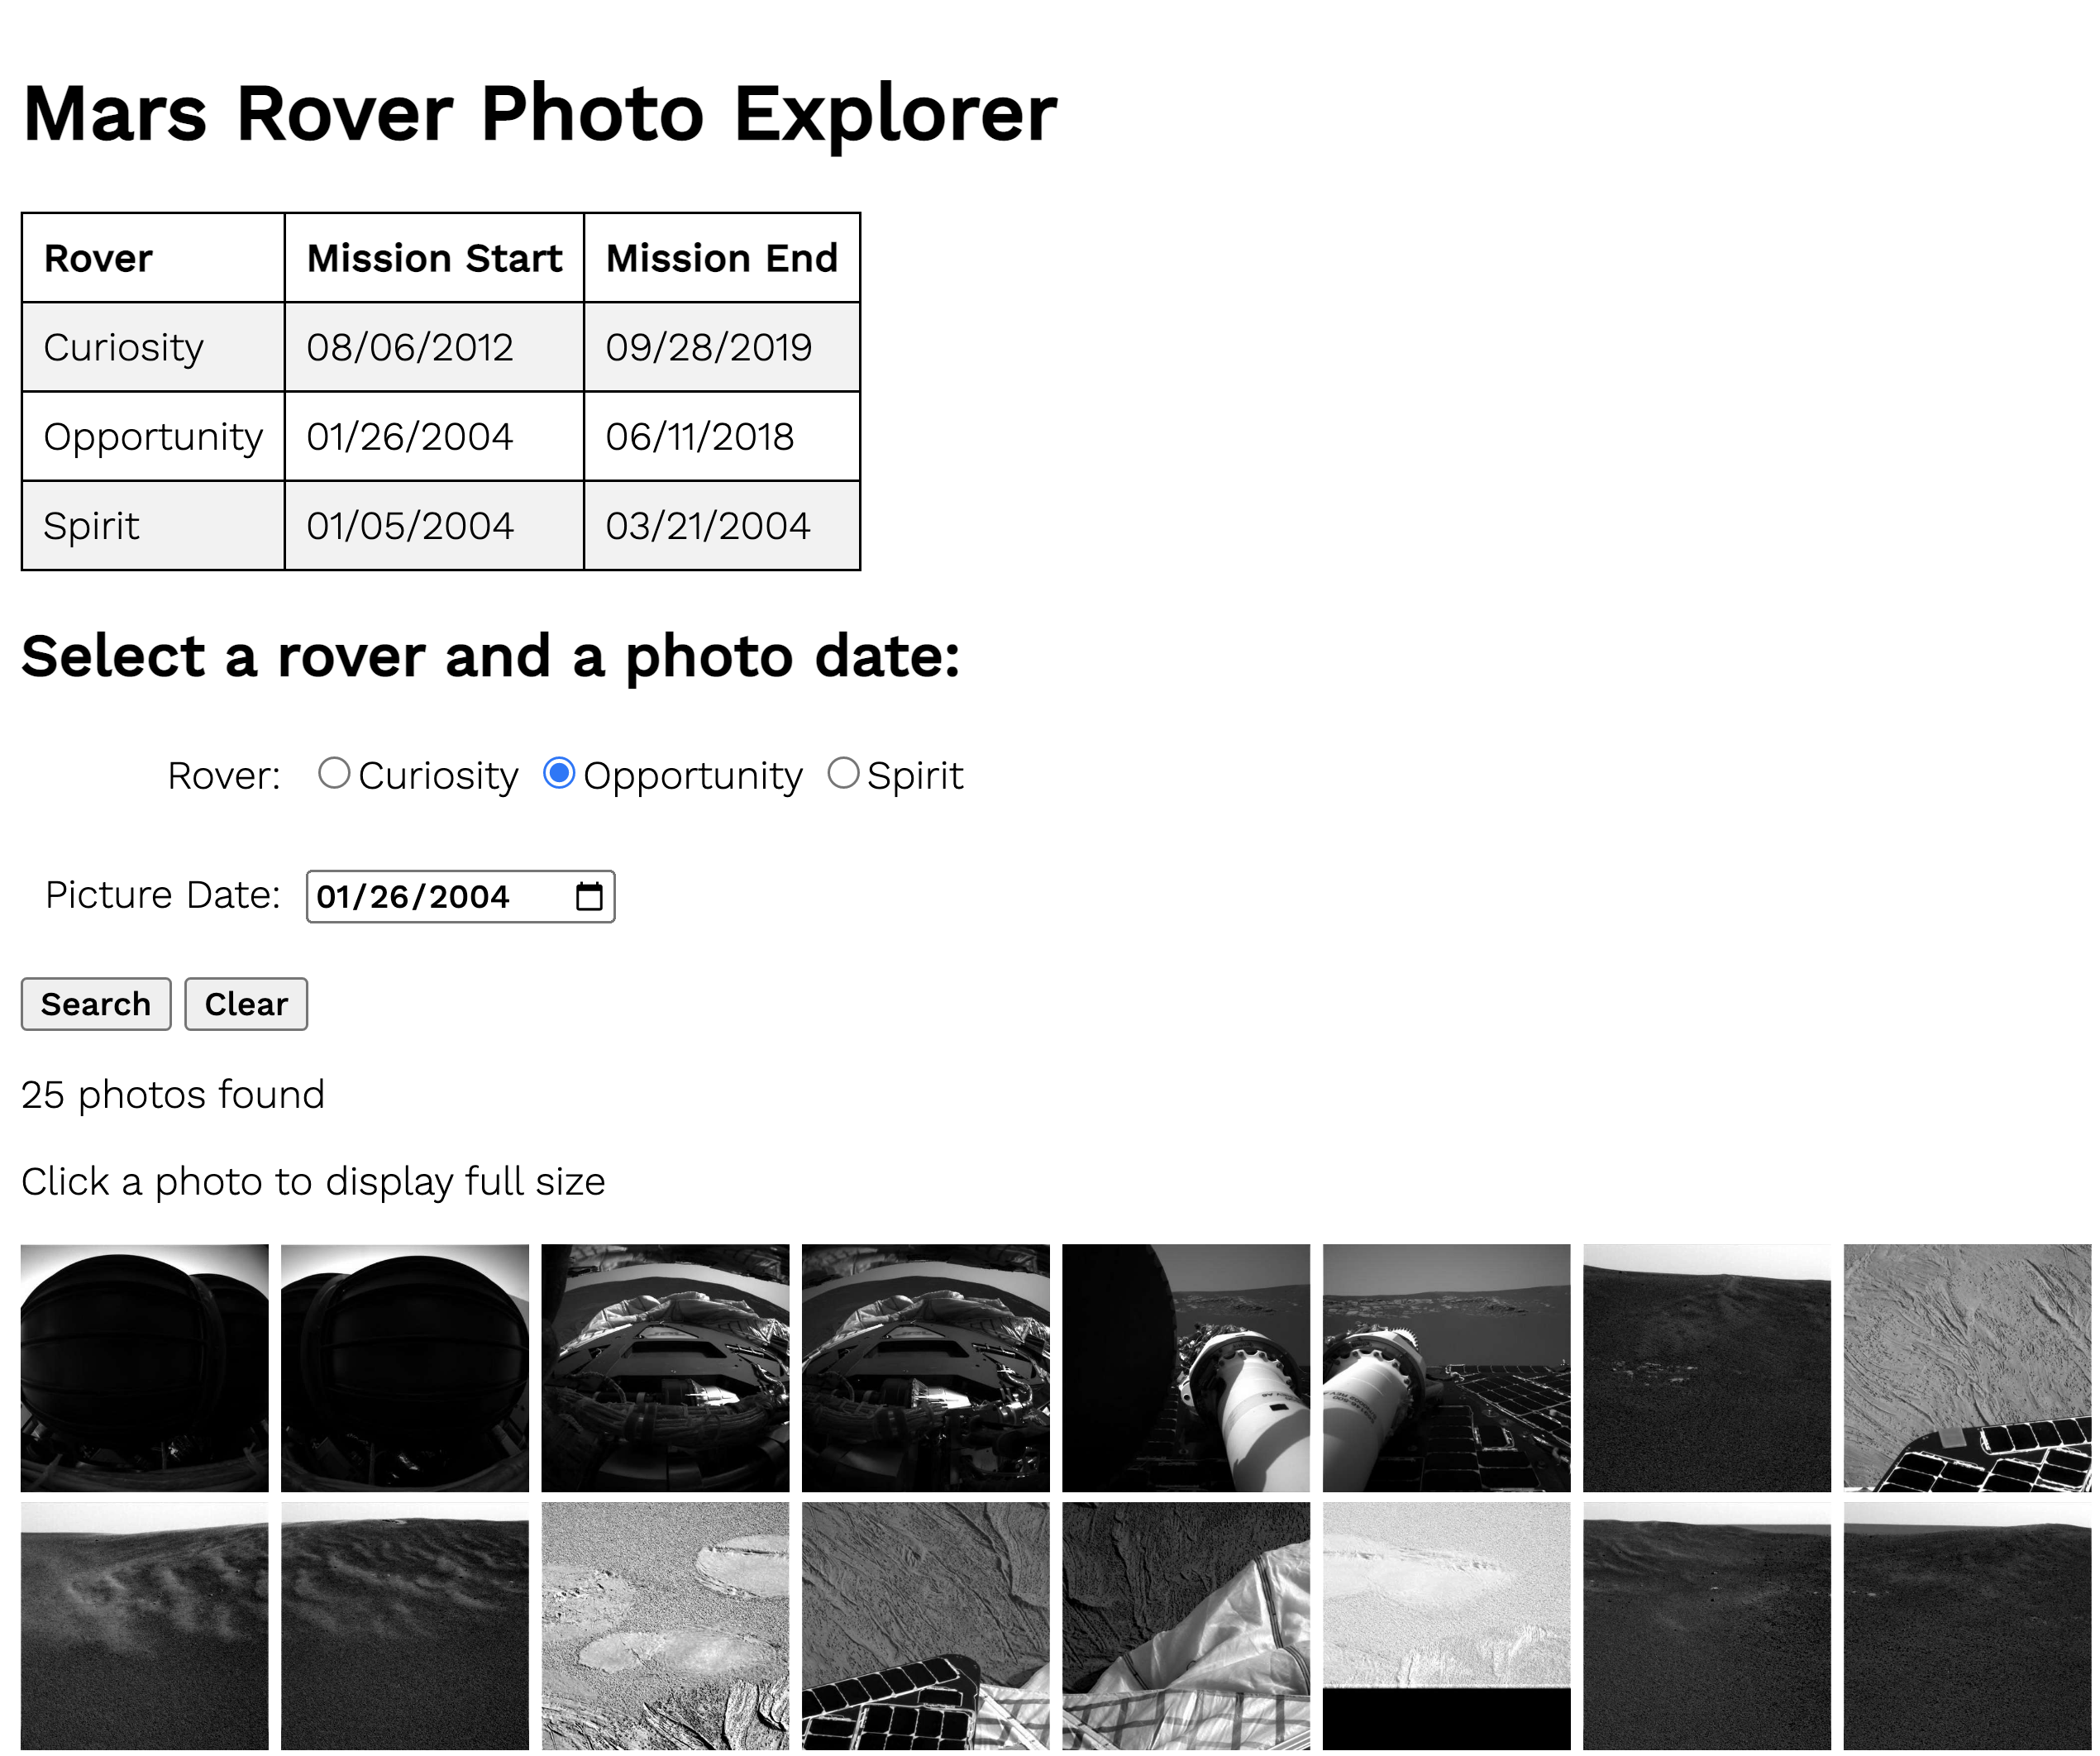 Mars Rover Photo Explorer
Rover Mission Start Mission End
Curiosity 08/06/2012 09/28/2019
Opportunity 01/26/2004 06/11/2018
Spirit 01/05/2004 03/21/2004
Select a rover and a photo date:
Rover: Curiosity Opportunity Spirit
Picture Date: 01/26/2004
Search Clear
25 photos found
Click a photo to display full size